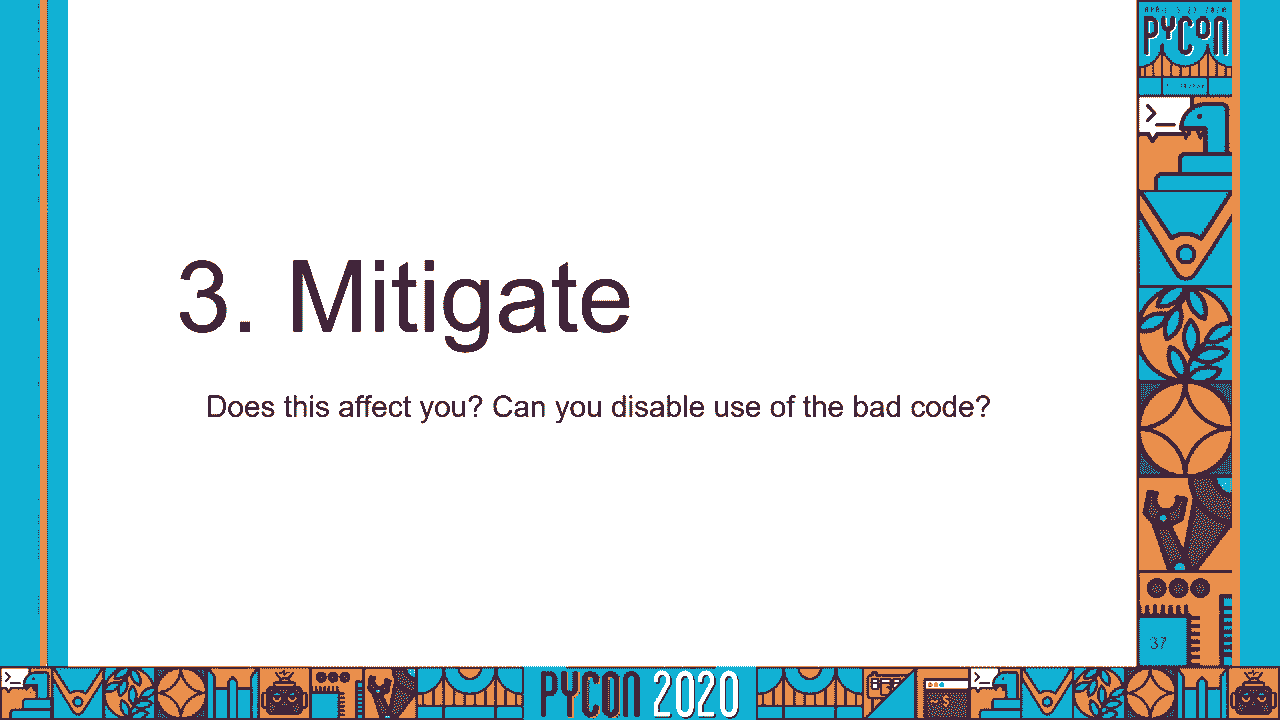 PYCON
3. Mitigate
Does this affect you? Can you disable use of the bad code?
37
PYCON 2020